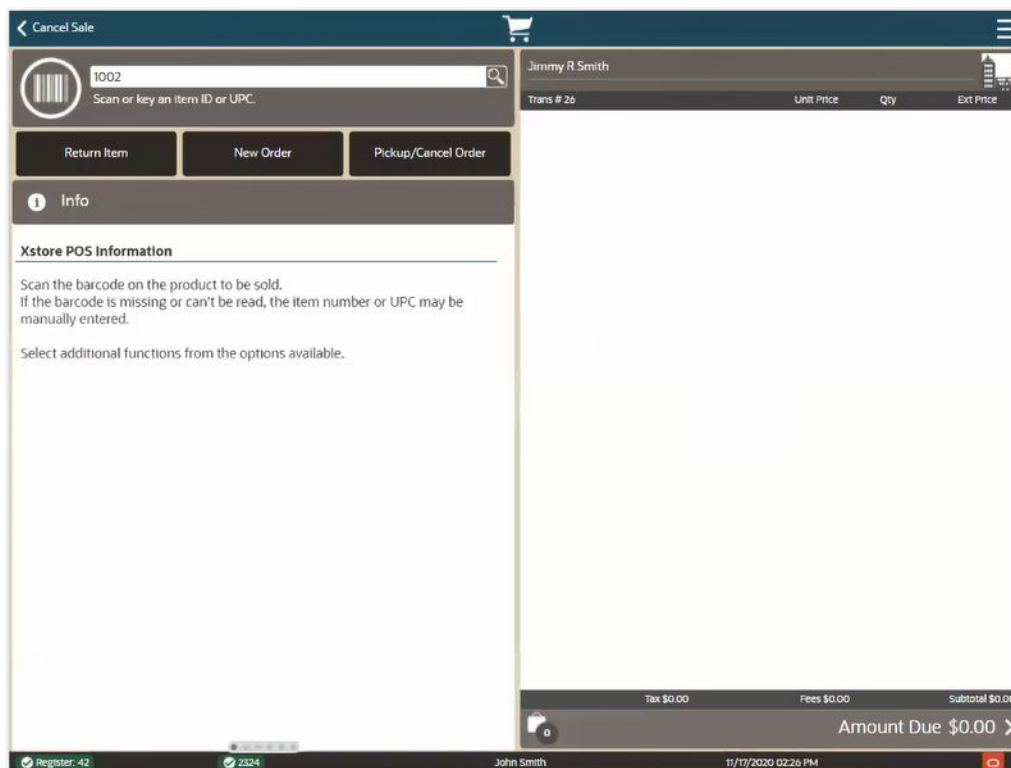 Cancel Sale
1002
Scan or key an item ID or UPC.
Return Item
New Order
Pickup/Cancel Order
Info
Xstore POS Information
Scan the barcode on the product to be sold.
If the barcode is missing or can't be read, the item number or UPC may be
manually entered.
Select additional functions from the options available.
Jimmy R Smith
Trans # 26 Unit Price Qty Ext Price
Tax $0.00 Fees $0.00 Subtotal $0.00
0
Amount Due $0.00
Register: 42 2324 John Smith 11/17/2020 02:26 PM